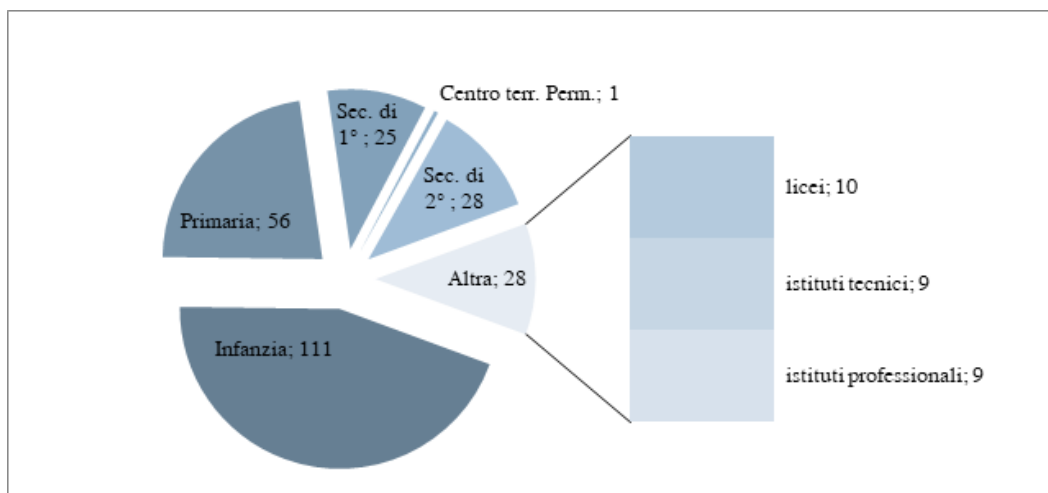 Centro terr. Perm.; 1
Sec. di
1° ; 25
Sec. di
2° ; 28
Primaria; 56
Altra; 28
Infanzia; 111
licei; 10
istituti tecnici; 9
istituti professionali; 9